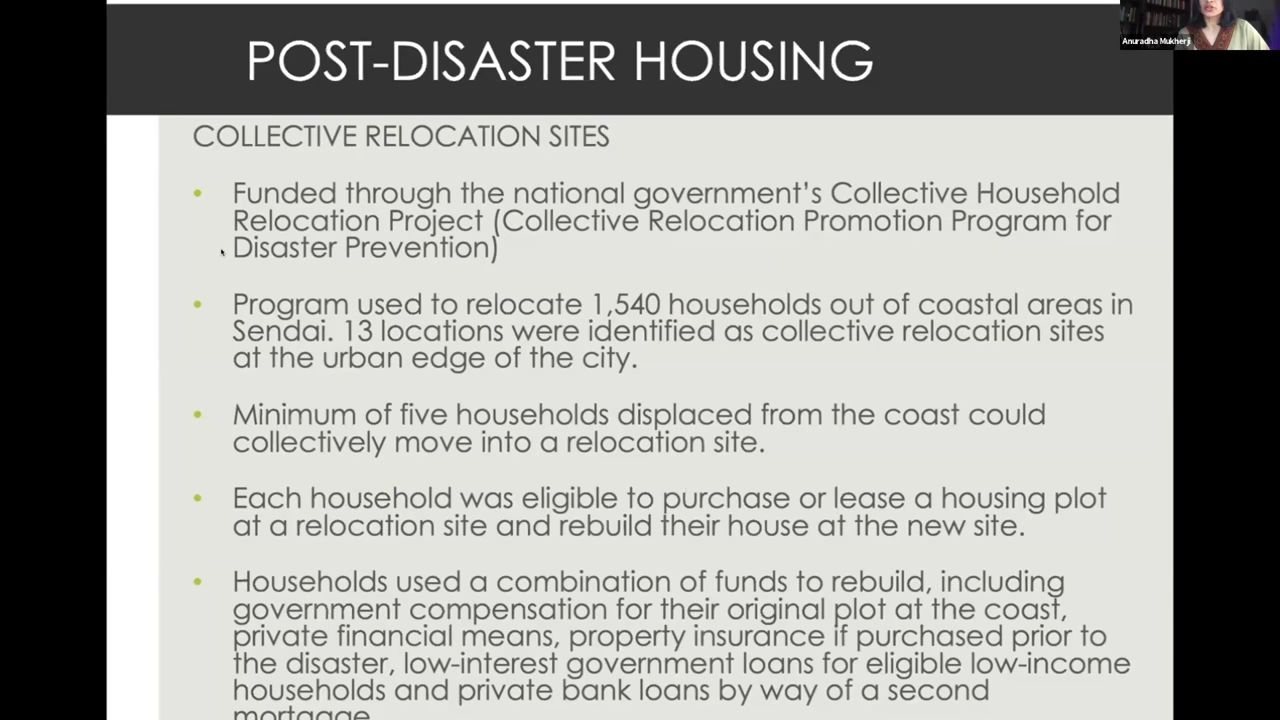 POST-DISASTER HOUSING
Anuradha Mukherji
COLLECTIVE RELOCATION SITES
• Funded through the national government’s Collective Household
Relocation Project (Collective Relocation Promotion Program for
Disaster Prevention)
• Program used to relocate 1,540 households out of coastal areas in
Sendai. 13 locations were identified as collective relocation sites
at the urban edge of the city.
• Minimum of five households displaced from the coast could
collectively move into a relocation site.
• Each household was eligible to purchase or lease a housing plot
at a relocation site and rebuild their house at the new site.
• Households used a combination of funds to rebuild, including
government compensation for their original plot at the coast,
private financial means, property insurance if purchased prior to
the disaster, low-interest government loans for eligible low-income
households and private bank loans by way of a second
mortgage.